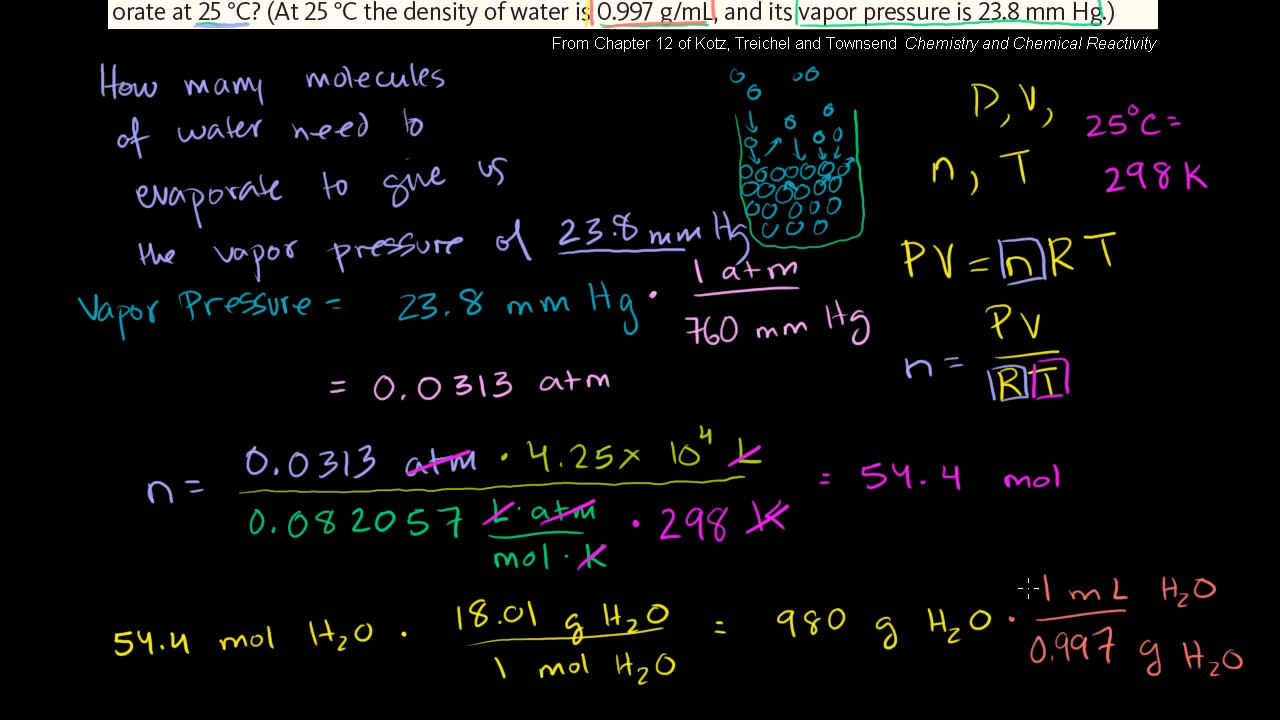 orate at 25 °C? (At 25 °C the density of water is 0.997 g/mL, and its vapor pressure is 23.8 mm Hg.)
From Chapter 12 of Kotz, Treichel and Townsend Chemistry and Chemical Reactivity
How many molecules
of water need to
evaporate to give us
the vapor pressure of 23.8 mm Hg
Vapor Pressure = 23.8 mm Hg · 1 atm / 760 mm Hg
= 0.0313 atm
P, V,
n, T
25°C =
298 K
PV = nRT
n = PV / RT
n = 0.0313 atm · 4.25 x 10⁴ L / 0.082057 L·atm / mol·K · 298 K = 54.4 mol
54.4 mol H₂O · 18.01 g H₂O / 1 mol H₂O = 980 g H₂O · 1 mL H₂O / 0.997 g H₂O